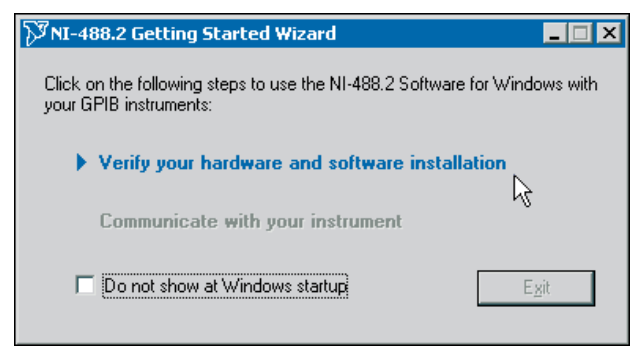 NI-488.2 Getting Started Wizard
Click on the following steps to use the NI-488.2 Software for Windows with
your GPIB instruments:
Verify your hardware and software installation
Communicate with your instrument
Do not show at Windows startup
Exit